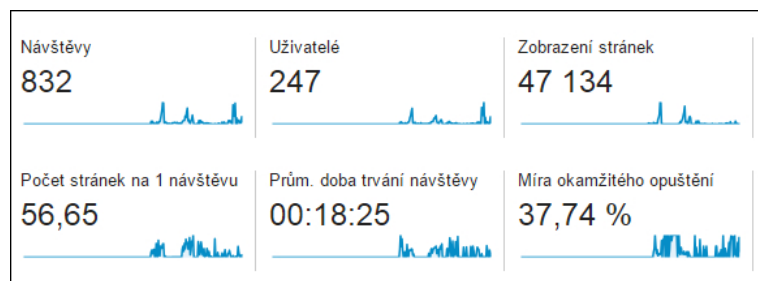 Návštěvy
832
Uživatelé
247
Zobrazení stránek
47 134
Počet stránek na 1 návštěvu
56,65
Prům. doba trvání návštěvy
00:18:25
Míra okamžitého opuštění
37,74 %